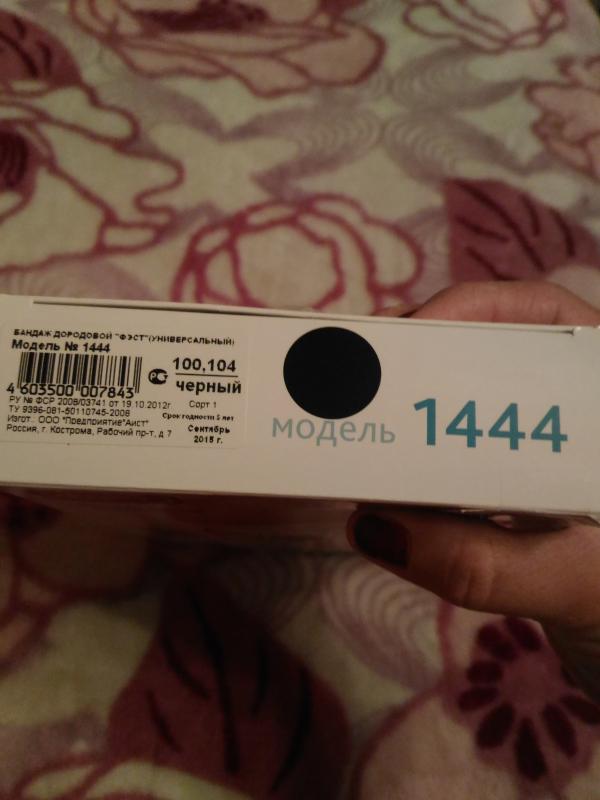 БАНДАЖ ДОРОДОВОЙ "ФЭСТ"(УНИВЕРСАЛЬНЫЙ)
Модель № 1444
100,104
черный
4 603500 007843
РУ № ФСР 2008/03741 от 19.10.2012г
Сорт 1
ТУ 9396-081-50110745-2008
Срок годности 5 лет
Изгот. ООО "Предприятие"Аист"
Сентябрь
Россия, г. Кострома, Рабочий пр-т, д 7
2015 г.
модель 1444